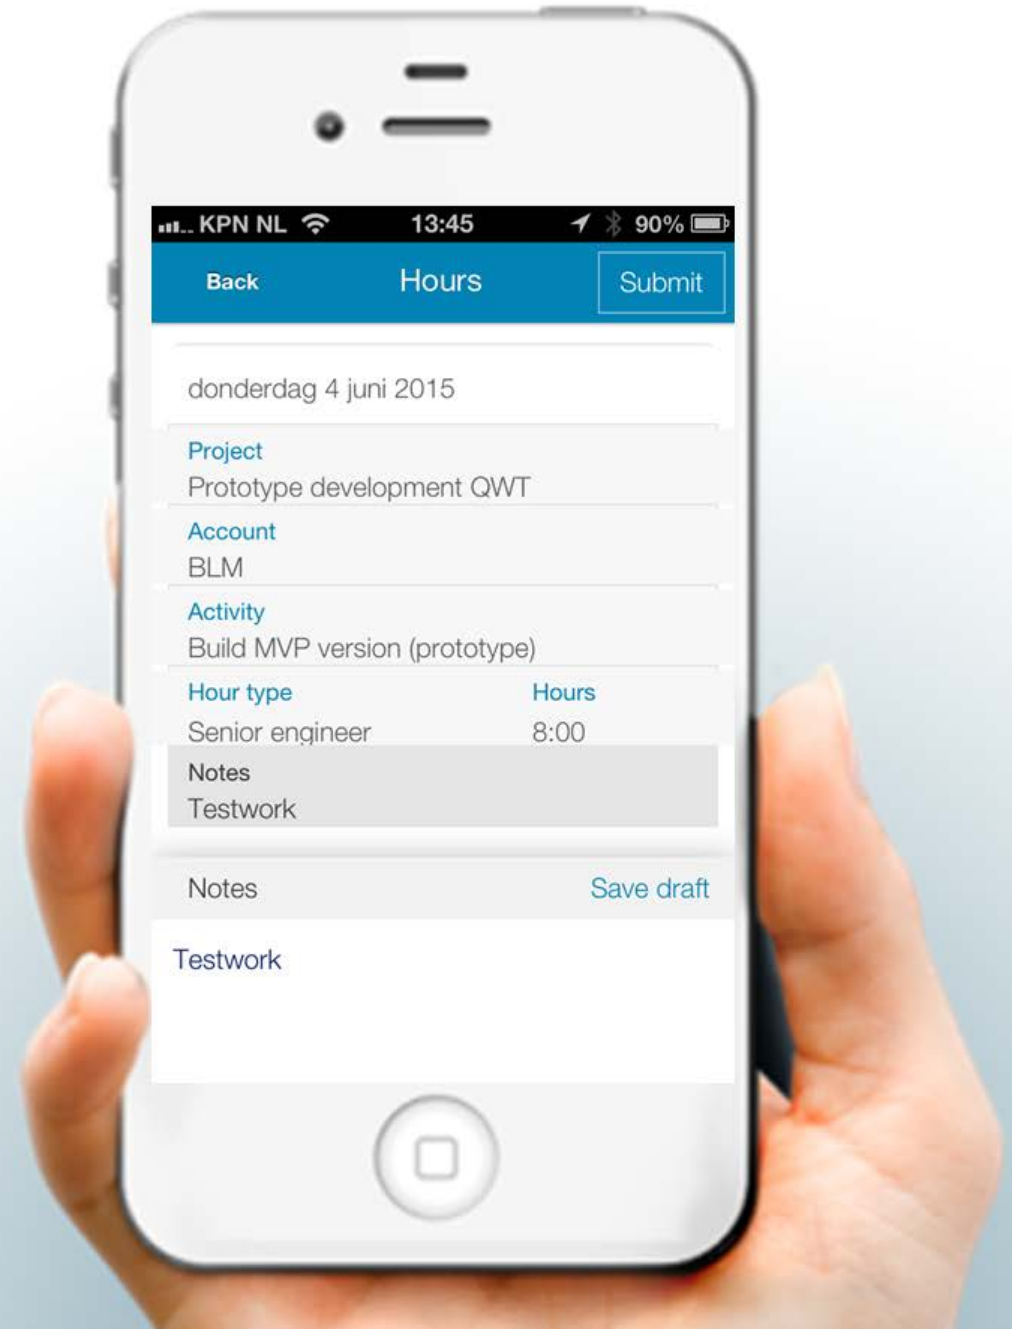 KPN NL 13:45 90%
Back Hours Submit
donderdag 4 juni 2015
Project
Prototype development QWT
Account
BLM
Activity
Build MVP version (prototype)
Hour type Hours
Senior engineer 8:00
Notes
Testwork
Notes Save draft
Testwork